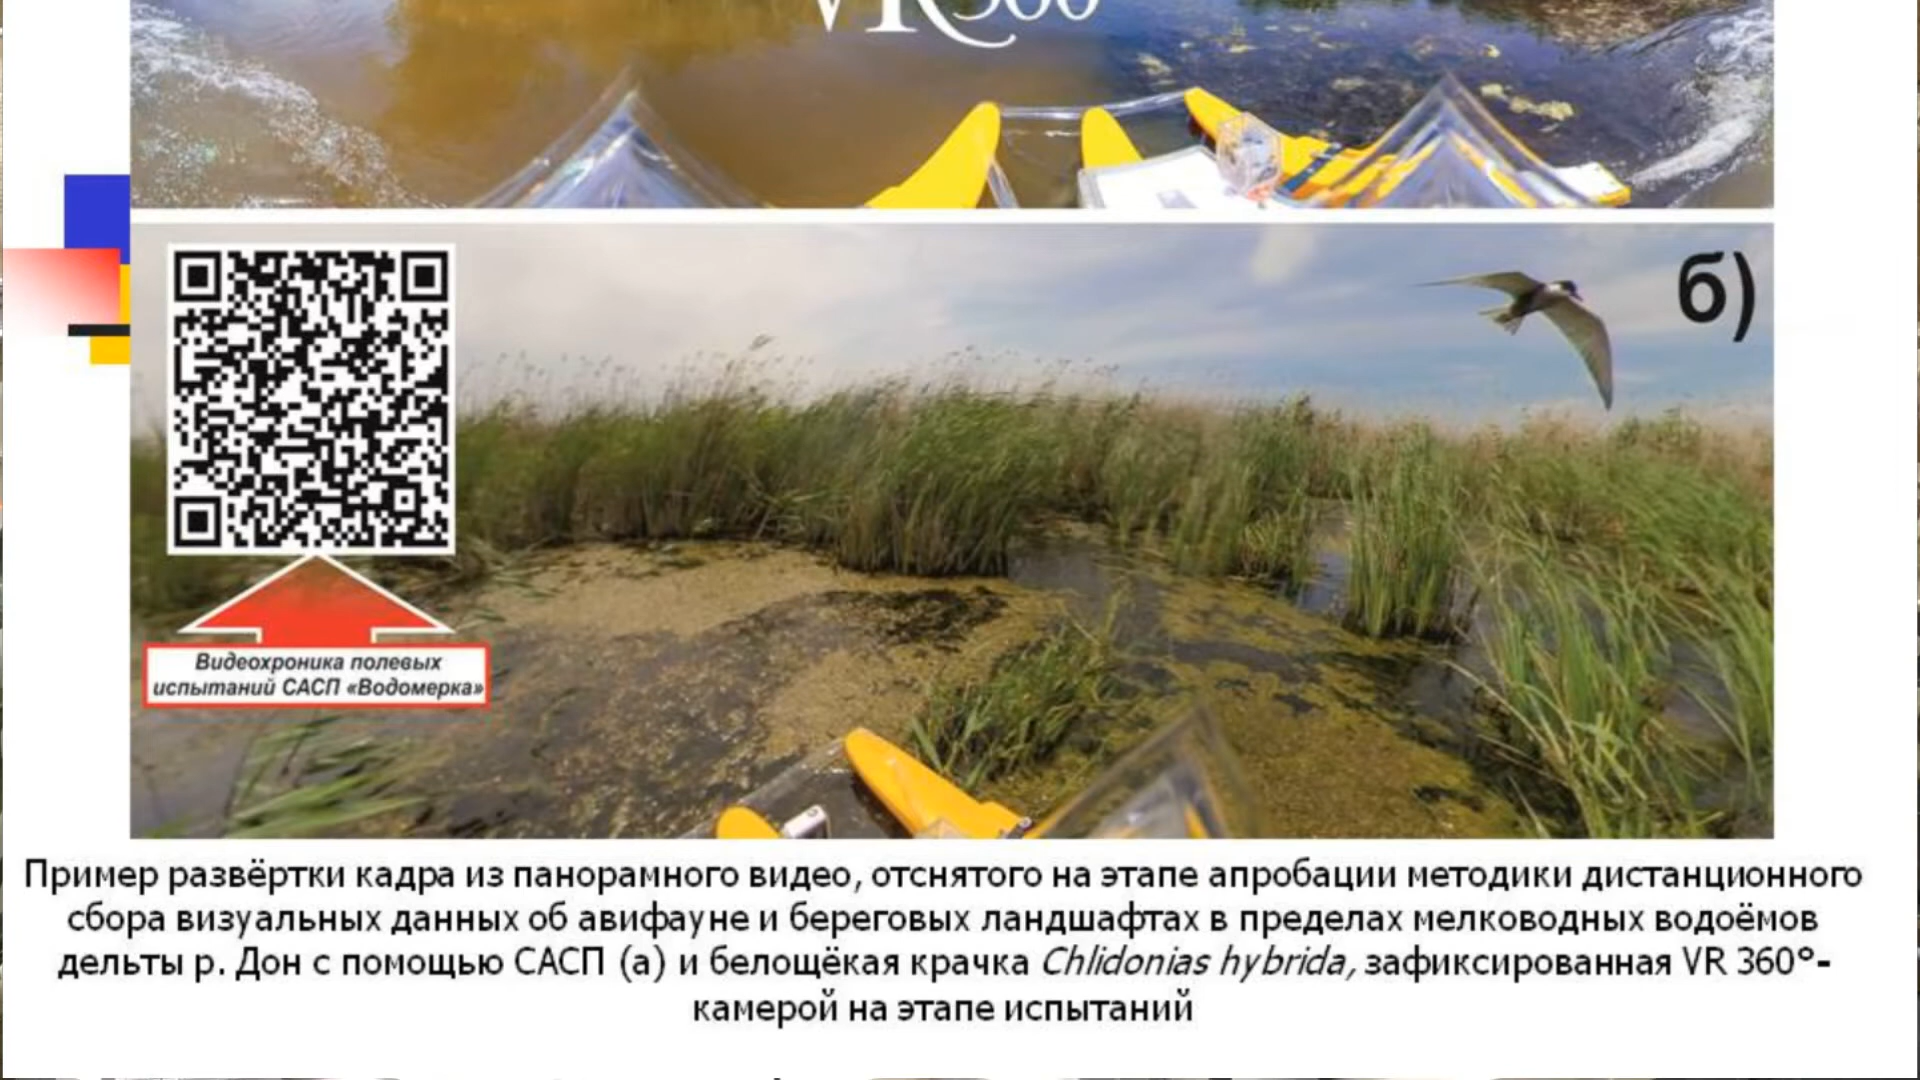 VR360
б)
Видеохроника полевых
испытаний САСП «Водомерка»
Пример развёртки кадра из панорамного видео, отснятого на этапе апробации методики дистанционного
сбора визуальных данных об авифауне и береговых ландшафтах в пределах мелководных водоёмов
дельты р. Дон с помощью САСП (а) и белощёкая крачка Chlidonias hybrida, зафиксированная VR 360°-
камерой на этапе испытаний